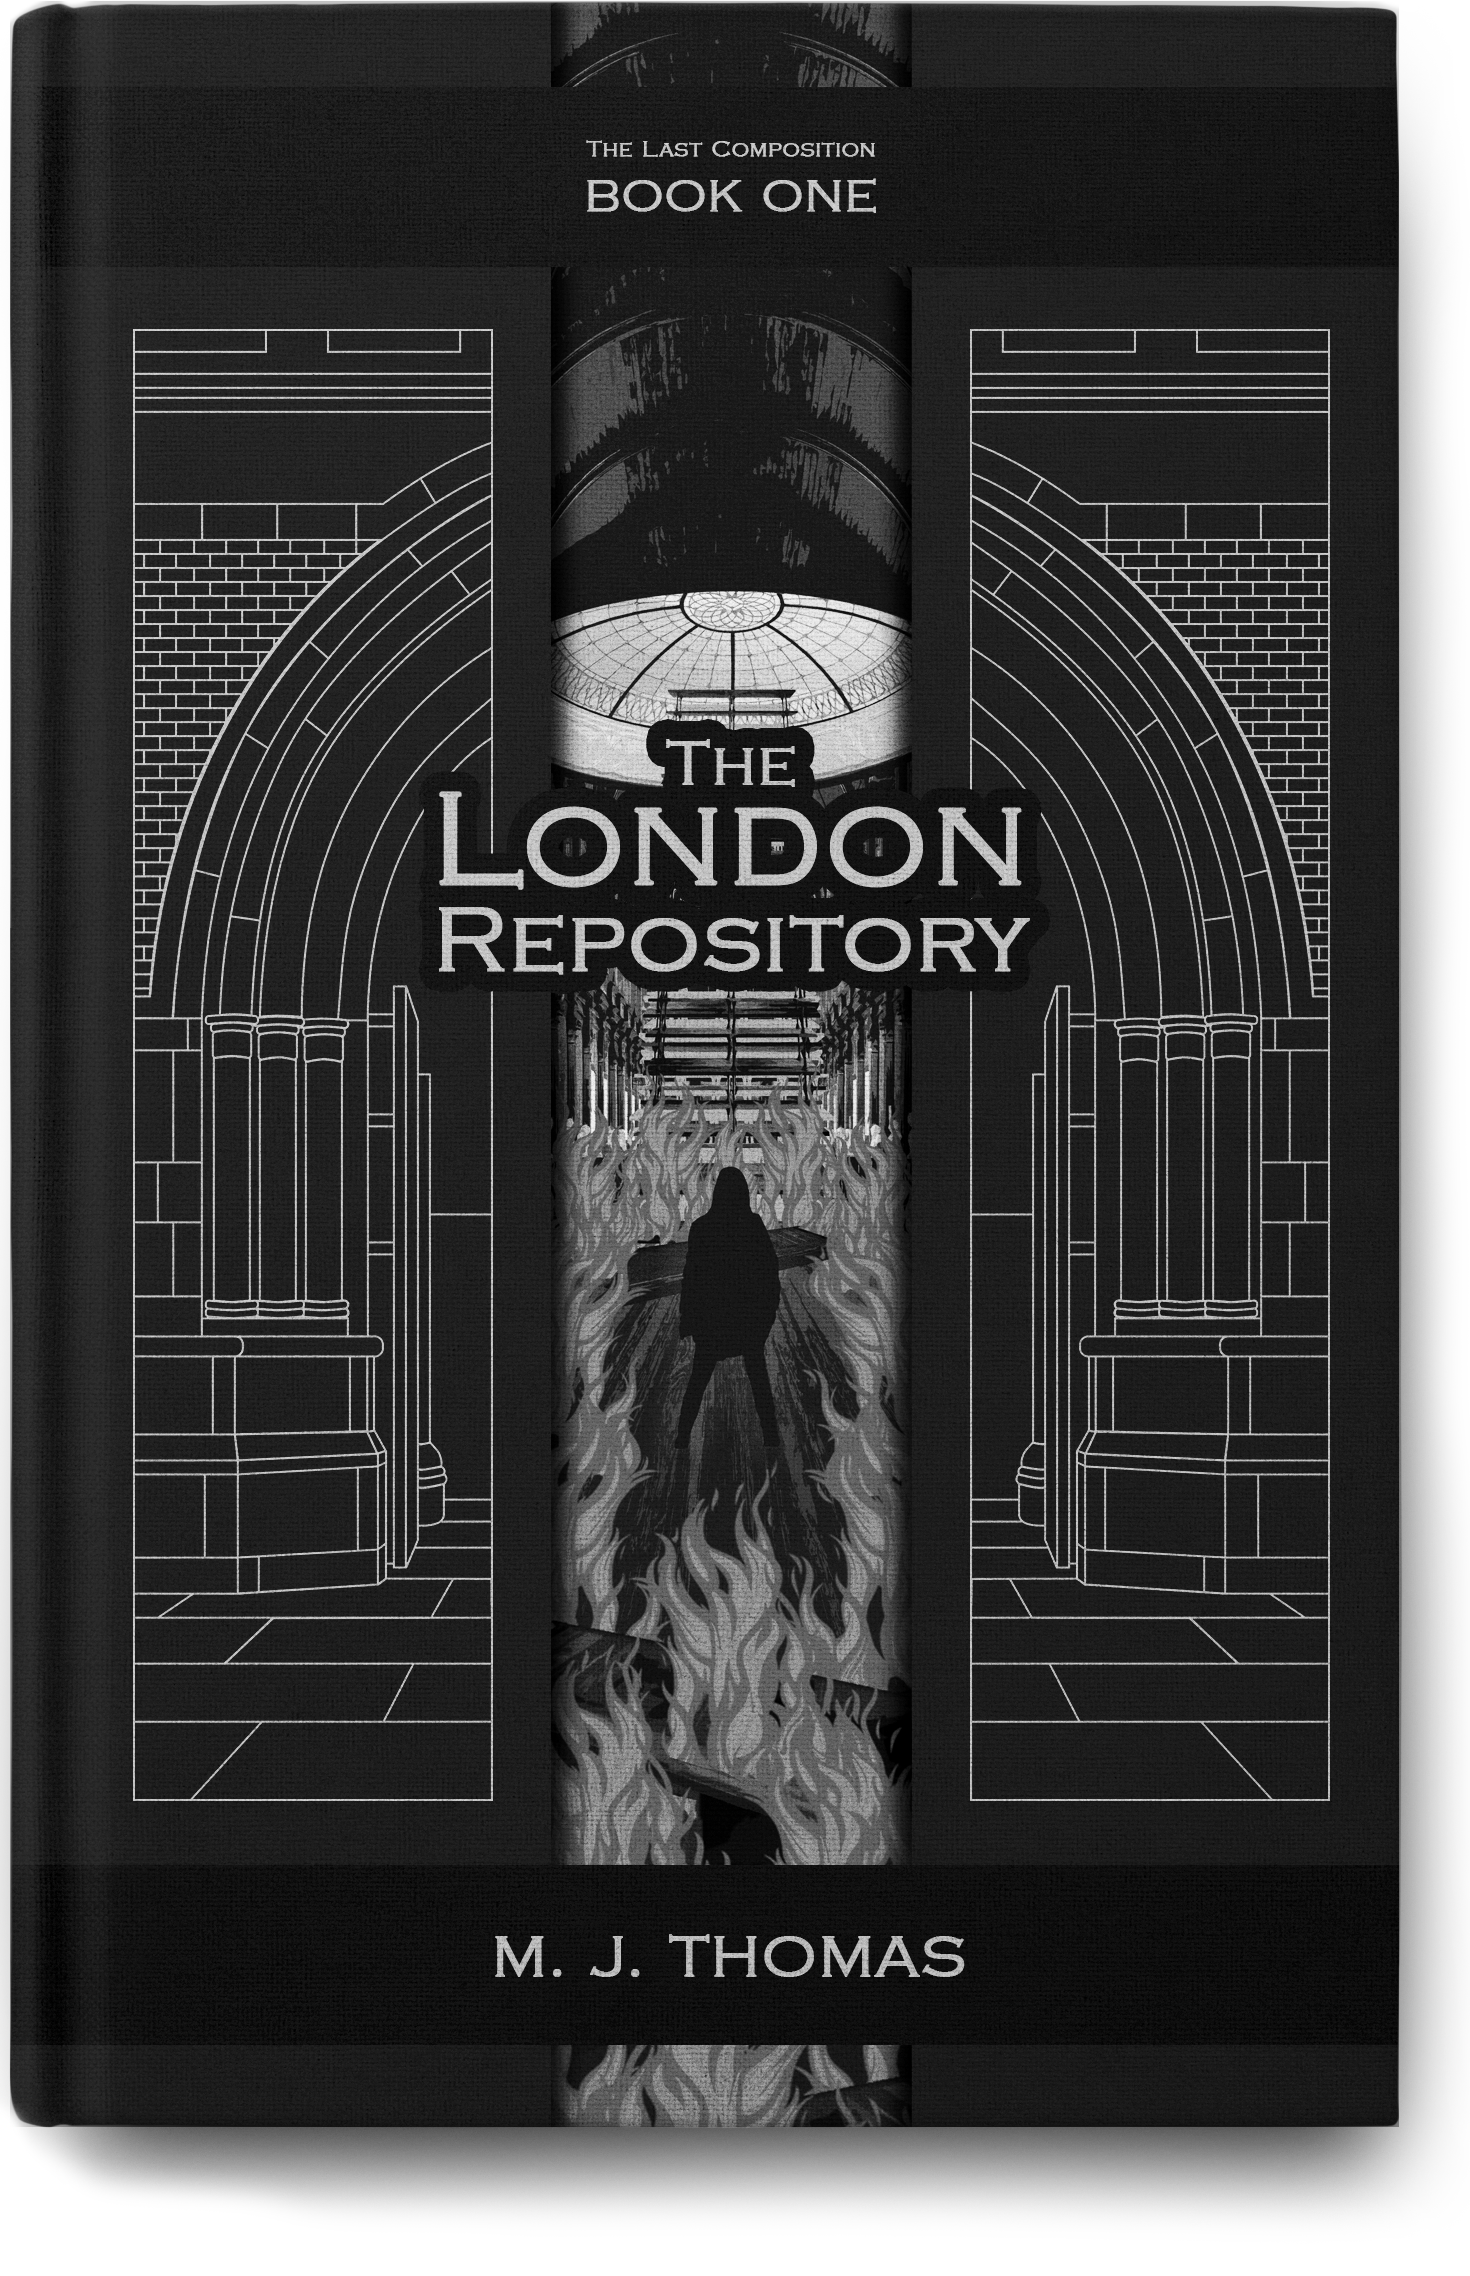 The Last Composition
BOOK ONE
The
London
Repository
M. J. THOMAS